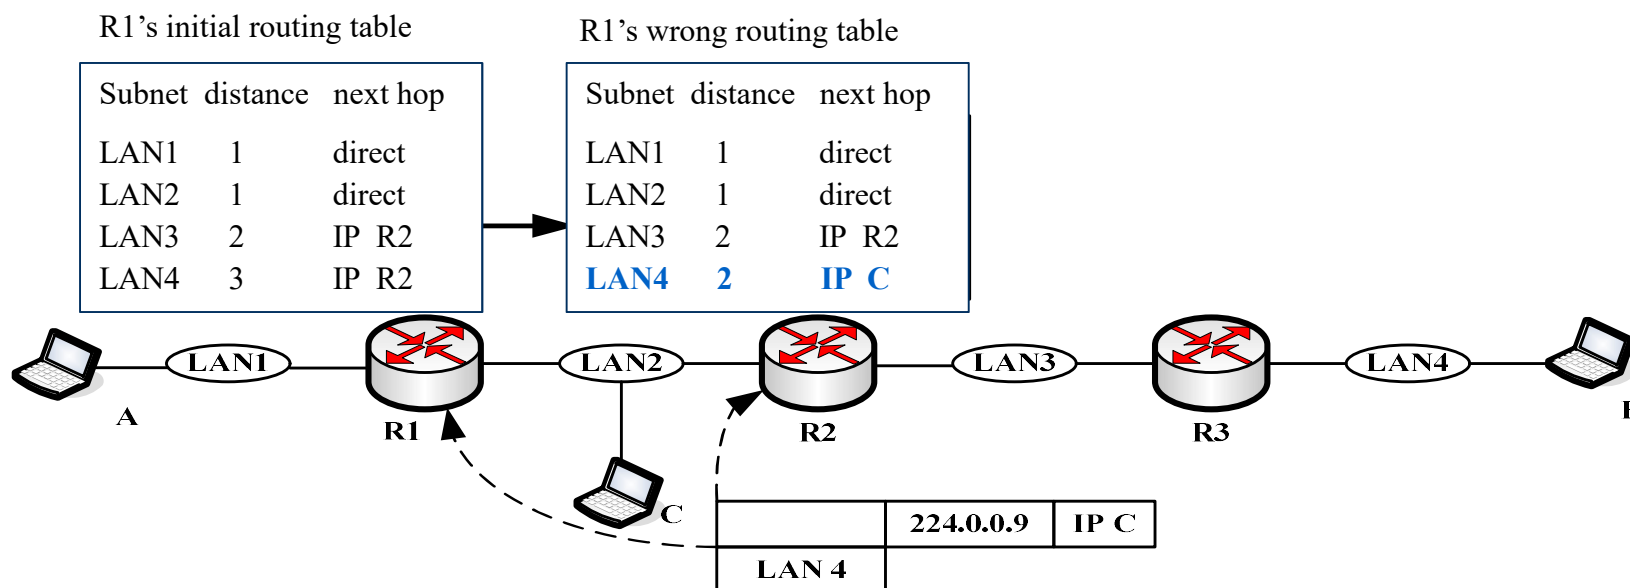 R1’s initial routing table
Subnet distance next hop
LAN1 1 direct
LAN2 1 direct
LAN3 2 IP R2
LAN4 3 IP R2
R1’s wrong routing table
Subnet distance next hop
LAN1 1 direct
LAN2 1 direct
LAN3 2 IP R2
LAN4 2 IP C
LAN1
LAN2
LAN3
LAN4
A
R1
R2
R3
C
224.0.0.9 IP C
LAN 4